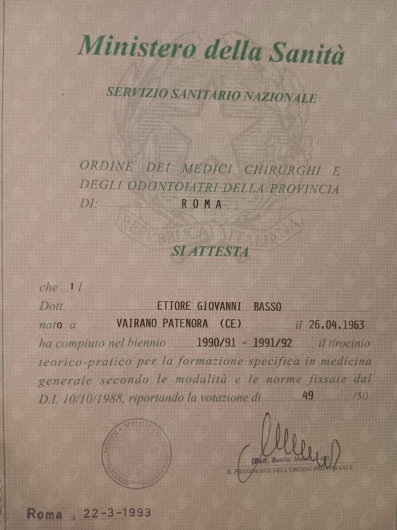 Ministero della Sanità
SERVIZIO SANITARIO NAZIONALE
ORDINE DEI MEDICI CHIRURGHI E
DEGLI ODONTOIATRI DELLA PROVINCIA
DI: ROMA
SI ATTESTA
che il
Dott. ETTORE GIOVANNI BASSO
nato a VAIRANO PATENORA (CE) il 26.04.1963
ha compiuto nel biennio 1990/91 - 1991/92 il tirocinio
teorico-pratico per la formazione specifica in medicina
generale secondo le modalità e le norme fissate dal
D.I. 10/10/1988, riportando la votazione di 49 /50
IL PRESIDENTE DELL'ORDINE PROVINCIALE
Roma 22-3-1993